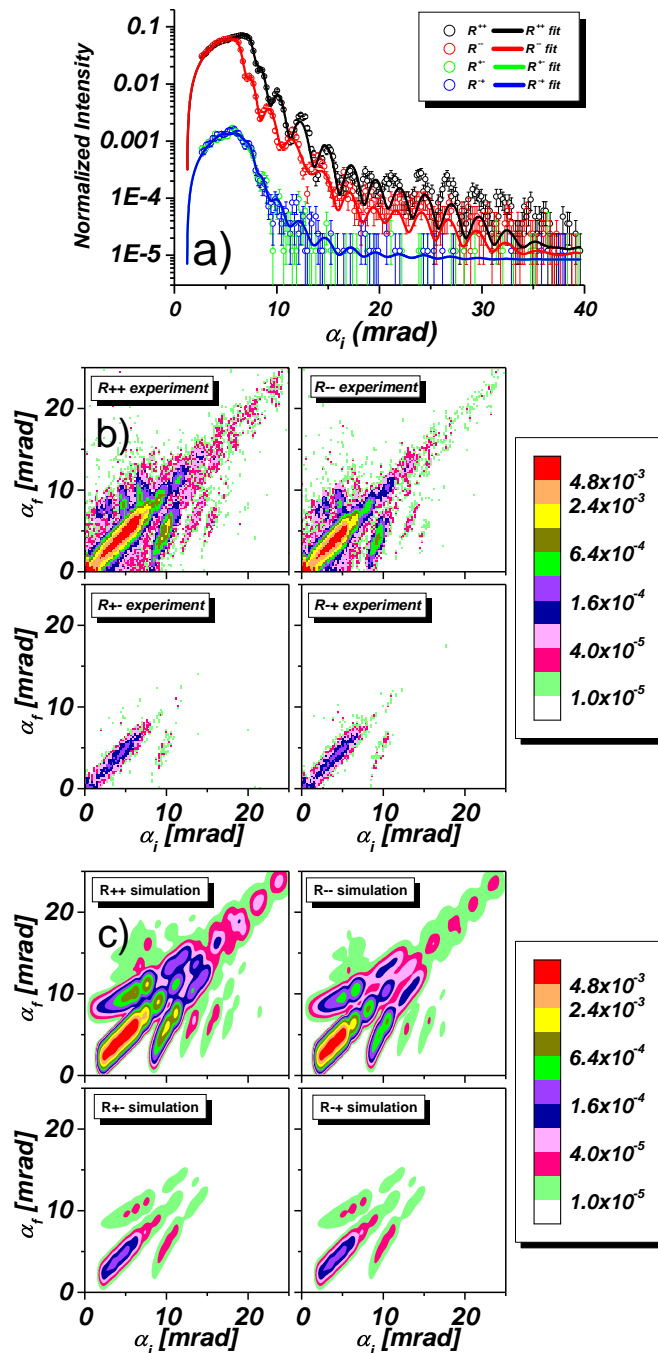 R++ R++ fit
R-- R-- fit
R+- R+- fit
R-+ R-+ fit
Normalized Intensity
0.1
0.01
0.001
1E-4
1E-5
a)
0 10 20 30 40
αi (mrad)
b)
R++ experiment R-- experiment
αf [mrad]
20
10
0
R+- experiment R-+ experiment
αf [mrad]
20
10
0
0 10 20 0 10 20
αi [mrad] αi [mrad]
4.8x10-3
2.4x10-3
6.4x10-4
1.6x10-4
4.0x10-5
1.0x10-5
c)
R++ simulation R-- simulation
αf [mrad]
20
10
0
R+- simulation R-+ simulation
αf [mrad]
20
10
0
0 10 20 0 10 20
αi [mrad] αi [mrad]
4.8x10-3
2.4x10-3
6.4x10-4
1.6x10-4
4.0x10-5
1.0x10-5